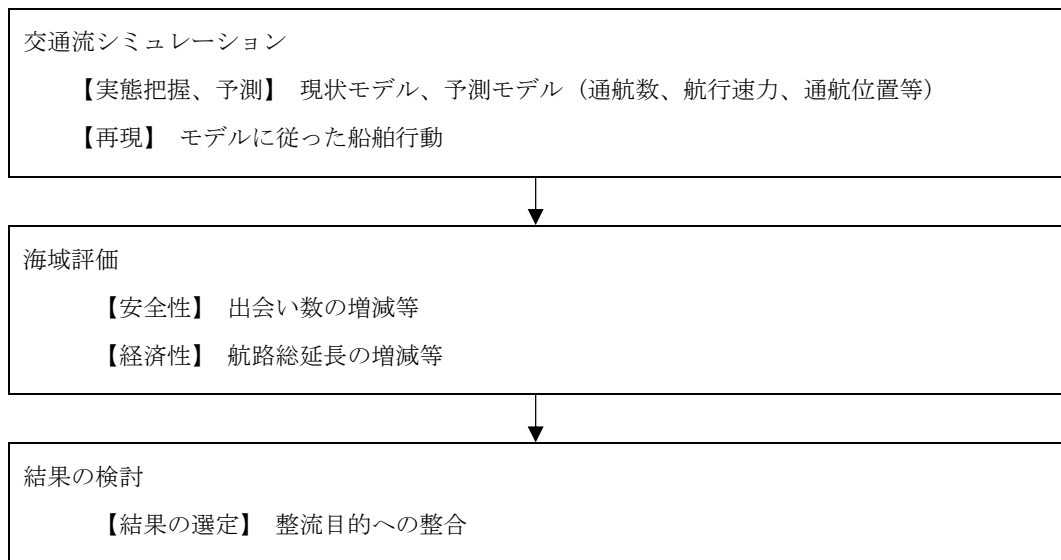 交通流シミュレーション
【実態把握、予測】 現状モデル、予測モデル（通航数、航行速力、通航位置等）
【再現】 モデルに従った船舶行動
海域評価
【安全性】 出会い数の増減等
【経済性】 航路総延長の増減等
結果の検討
【結果の選定】 整流目的への整合